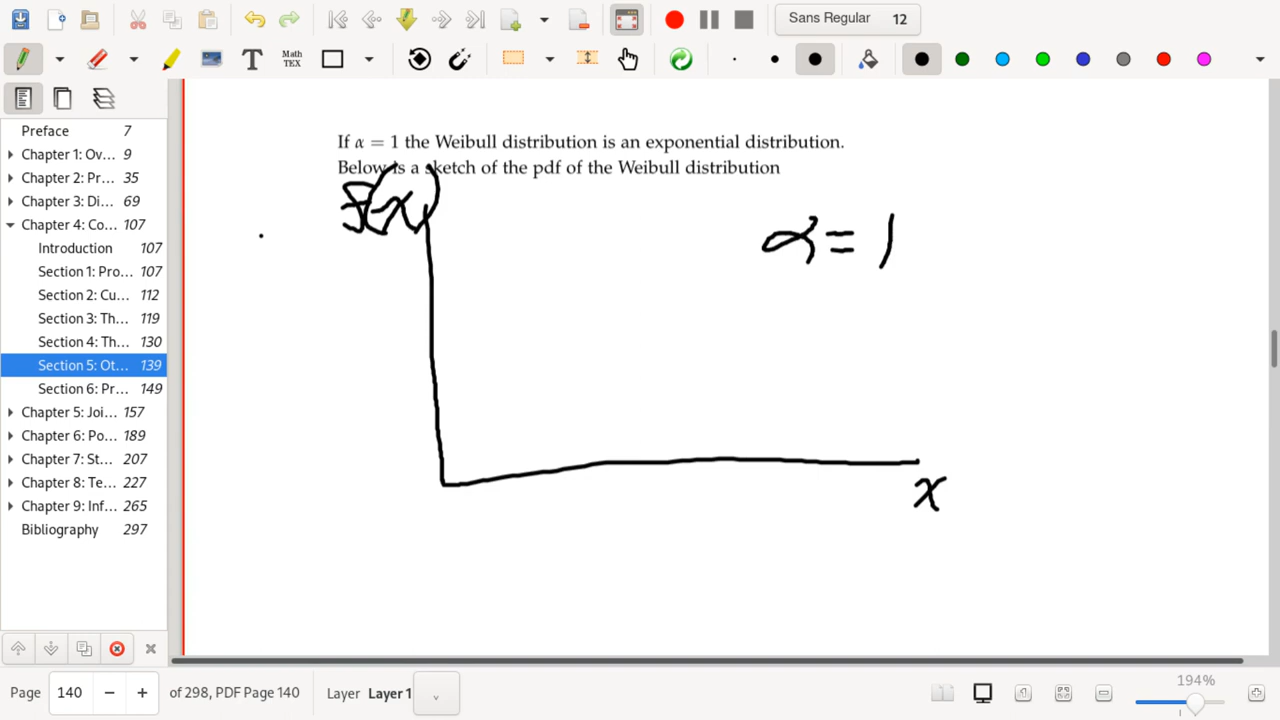 Sans Regular 12
T Math TEX
Preface 7
Chapter 1: Ov... 9
Chapter 2: Pr... 35
Chapter 3: Di... 69
Chapter 4: Co... 107
Introduction 107
Section 1: Pro... 107
Section 2: Cu... 112
Section 3: Th... 119
Section 4: Th... 130
Section 5: Ot... 139
Section 6: Pr... 149
Chapter 5: Joi... 157
Chapter 6: Po... 189
Chapter 7: St... 207
Chapter 8: Te... 227
Chapter 9: Inf... 265
Bibliography 297
If α = 1 the Weibull distribution is an exponential distribution.
Below is a sketch of the pdf of the Weibull distribution
f(x)
α = 1
x
Page 140 of 298, PDF Page 140 Layer Layer 1 194%